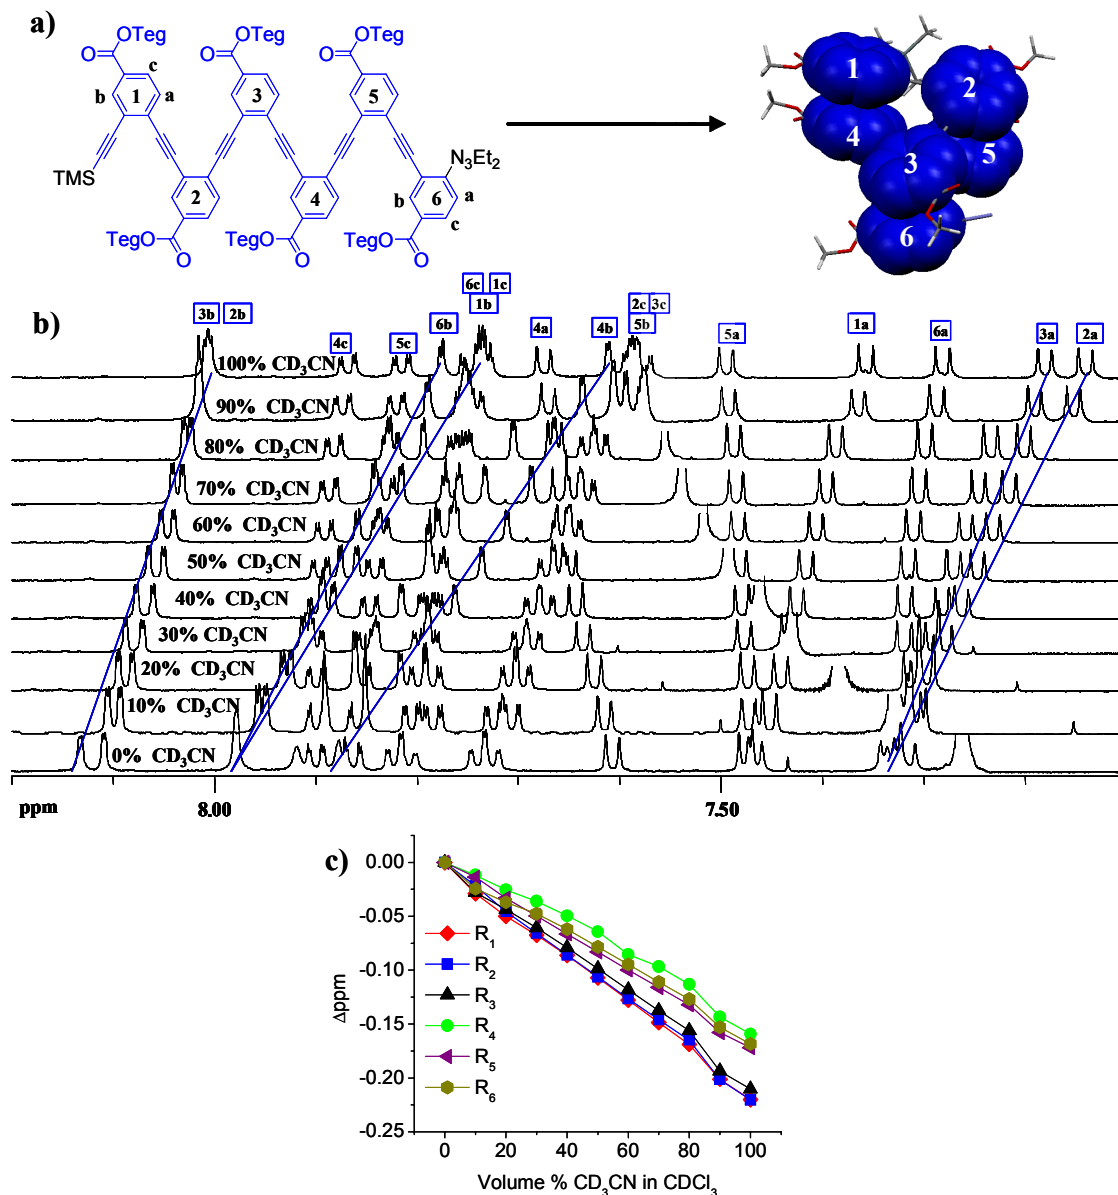 a)
OTeg OTeg OTeg
O O O
c
b 1 a 3 5
TMS
N3Et2
2 4 b 6 a
c
TegO TegO TegO
O O O
1 2
4 3 5
6
b)
6c 1c
3b 2b 4c 5c 6b 1b 4a 4b 2c 3c 5b 5a 1a 6a 3a 2a
100% CD3CN
90% CD3CN
80% CD3CN
70% CD3CN
60% CD3CN
50% CD3CN
40% CD3CN
30% CD3CN
20% CD3CN
10% CD3CN
0% CD3CN
ppm 8.00 7.50
c)
0.00
-0.05
-0.10
-0.15
-0.20
-0.25
Δppm
R1
R2
R3
R4
R5
R6
0 20 40 60 80 100
Volume % CD3CN in CDCl3